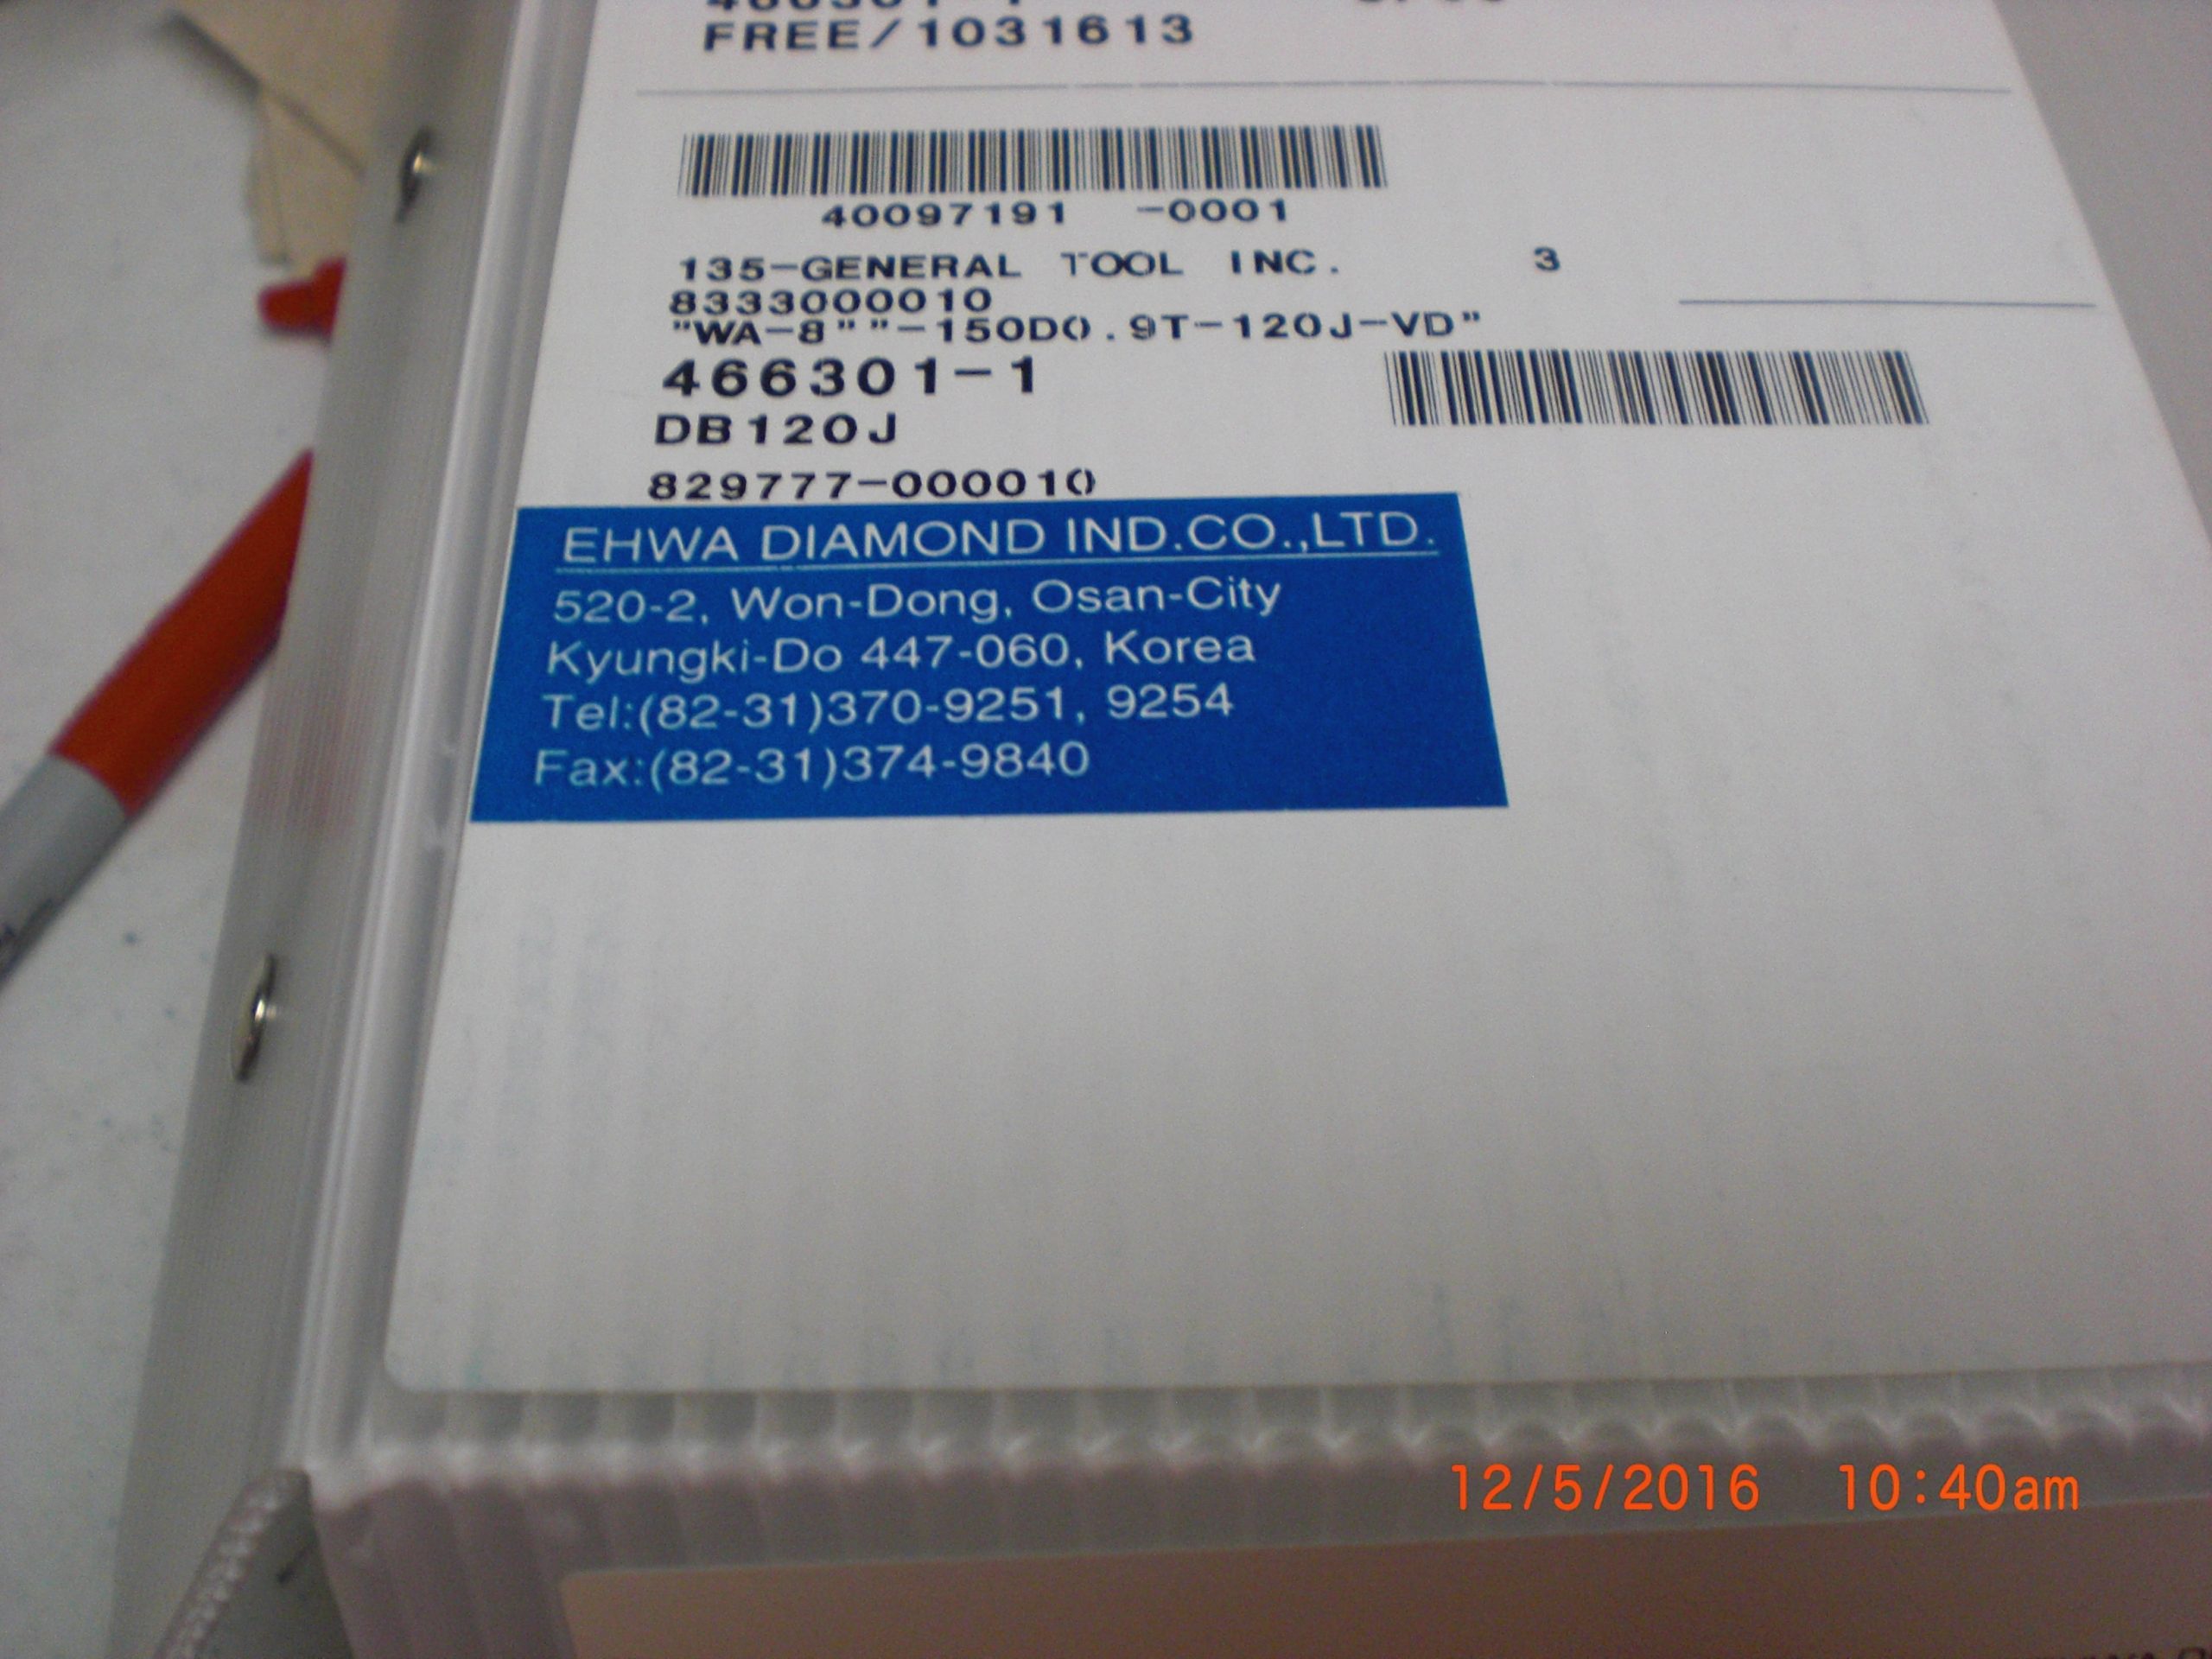 FREE/1031613
40097191 -0001
135-GENERAL TOOL INC. 3
8333000010
"WA-8""-150D0.9T-120J-VD"
466301-1
DB120J
829777-000010
EHWA DIAMOND IND.CO.,LTD.
520-2, Won-Dong, Osan-City
Kyungki-Do 447-060, Korea
Tel:(82-31)370-9251, 9254
Fax:(82-31)374-9840
12/5/2016 10:40am